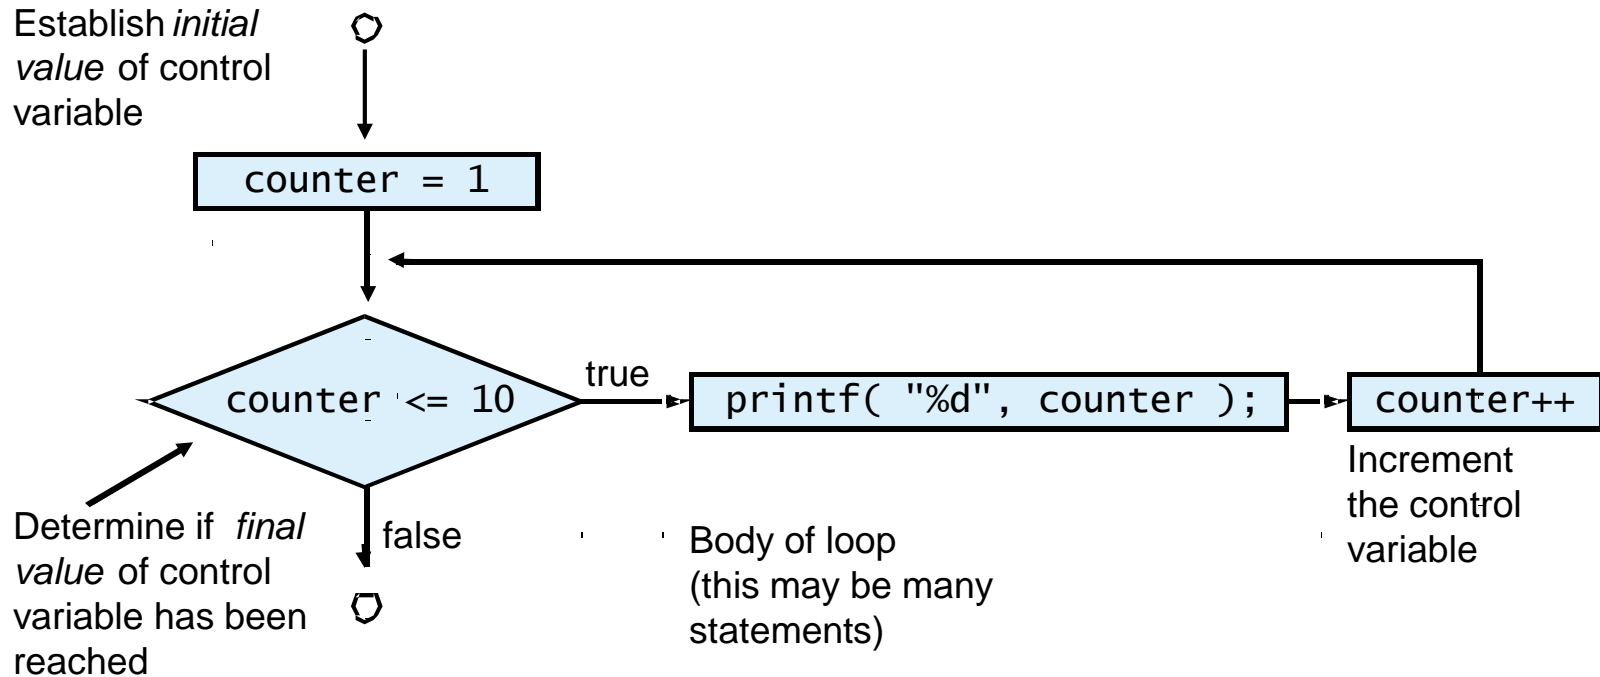 Establish initial
value of control
variable
counter = 1
counter <= 10
true
printf( "%d", counter );
counter++
Increment
the control
variable
Determine if final
value of control
variable has been
reached
false
Body of loop
(this may be many
statements)